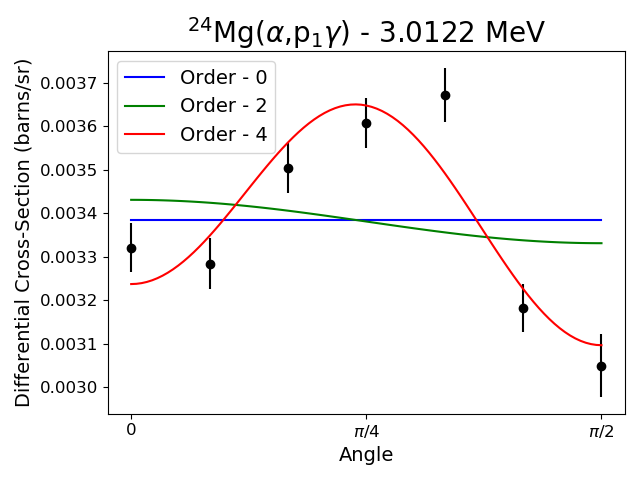 ²⁴Mg(α,p₁γ) - 3.0122 MeV
Order - 0
Order - 2
Order - 4
Differential Cross-Section (barns/sr)
0.0037
0.0036
0.0035
0.0034
0.0033
0.0032
0.0031
0.0030
0 π/4 π/2
Angle